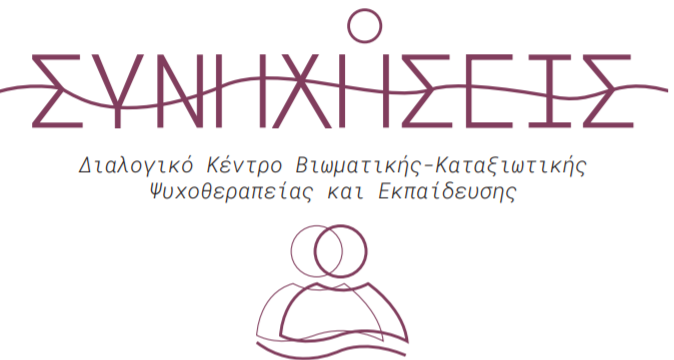 ΣΥΝΗΧΗΣΕΙΣ
Διαλογικό Κέντρο Βιωματικής-Καταξιωτικής
Ψυχοθεραπείας και Εκπαίδευσης